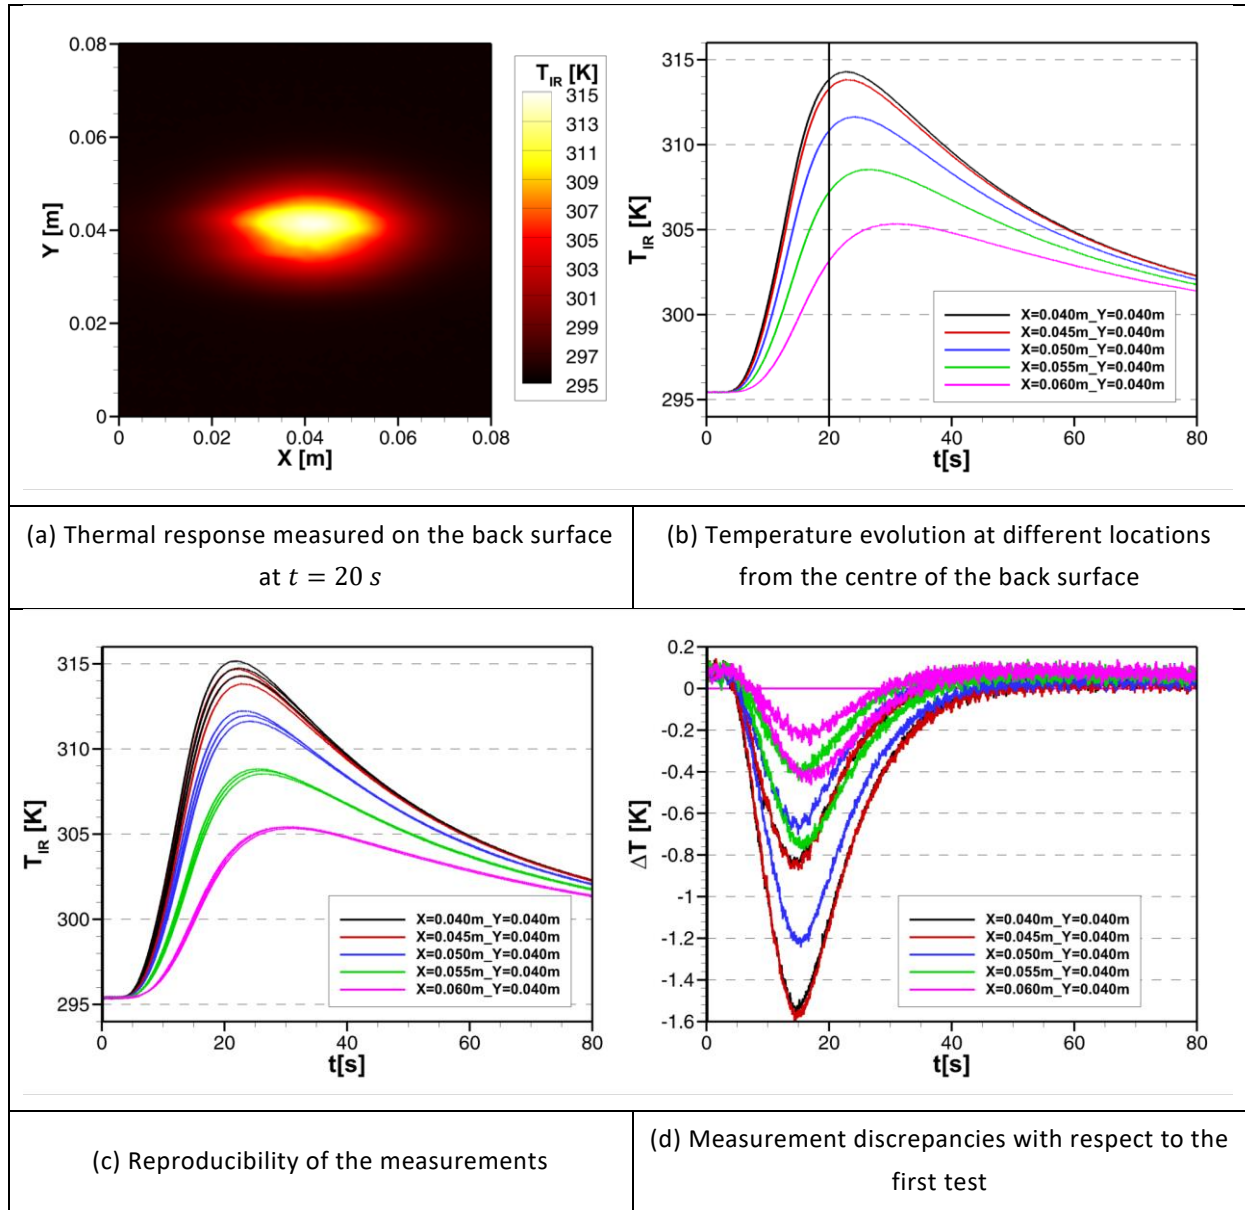 0.08
0.06
0.04
0.02
0
Y [m]
0
0.02
0.04
0.06
0.08
X [m]
T_IR [K]
315
313
311
309
307
305
303
301
299
297
295
315
310
305
300
295
T_IR [K]
0
20
40
60
80
t[s]
X=0.040m_Y=0.040m
X=0.045m_Y=0.040m
X=0.050m_Y=0.040m
X=0.055m_Y=0.040m
X=0.060m_Y=0.040m
(a) Thermal response measured on the back surface
at t = 20 s
(b) Temperature evolution at different locations
from the centre of the back surface
315
310
305
300
295
T_IR [K]
0
20
40
60
80
t[s]
X=0.040m_Y=0.040m
X=0.045m_Y=0.040m
X=0.050m_Y=0.040m
X=0.055m_Y=0.040m
X=0.060m_Y=0.040m
0.2
0
-0.2
-0.4
-0.6
-0.8
-1
-1.2
-1.4
-1.6
ΔT [K]
0
20
40
60
80
t[s]
X=0.040m_Y=0.040m
X=0.045m_Y=0.040m
X=0.050m_Y=0.040m
X=0.055m_Y=0.040m
X=0.060m_Y=0.040m
(c) Reproducibility of the measurements
(d) Measurement discrepancies with respect to the
first test